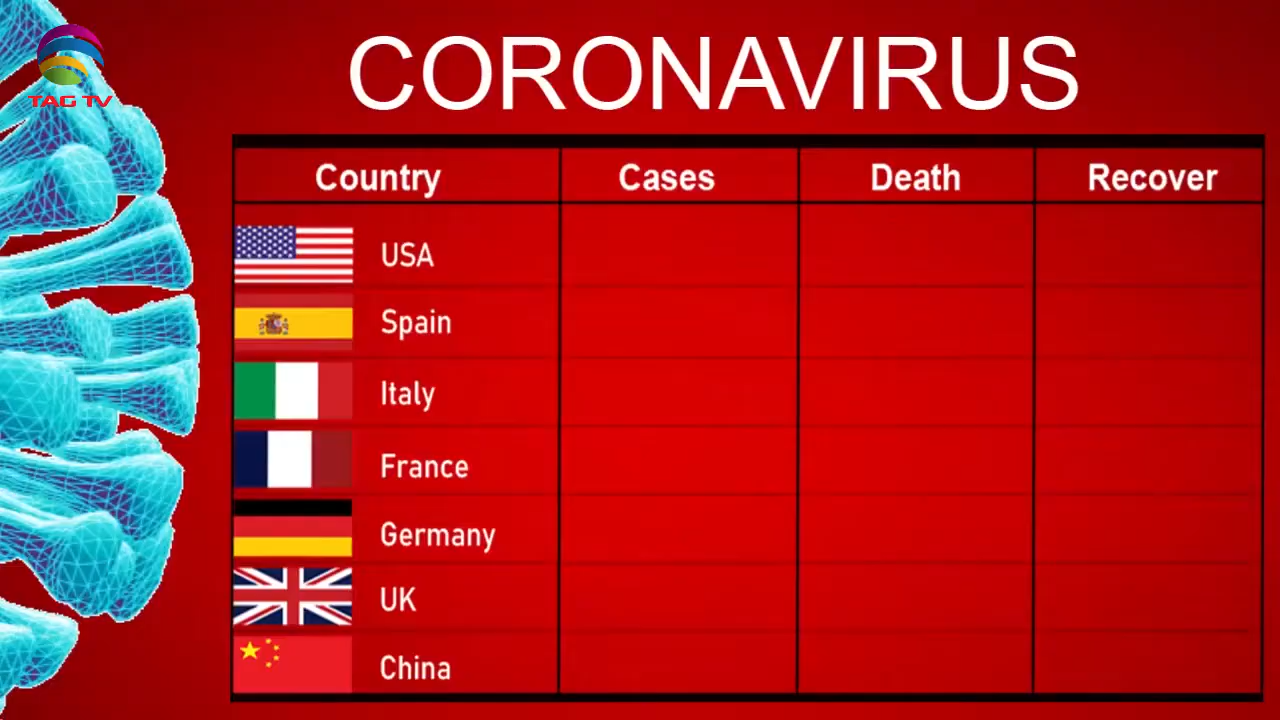 TAG TV
CORONAVIRUS
Country Cases Death Recover
USA
Spain
Italy
France
Germany
UK
China